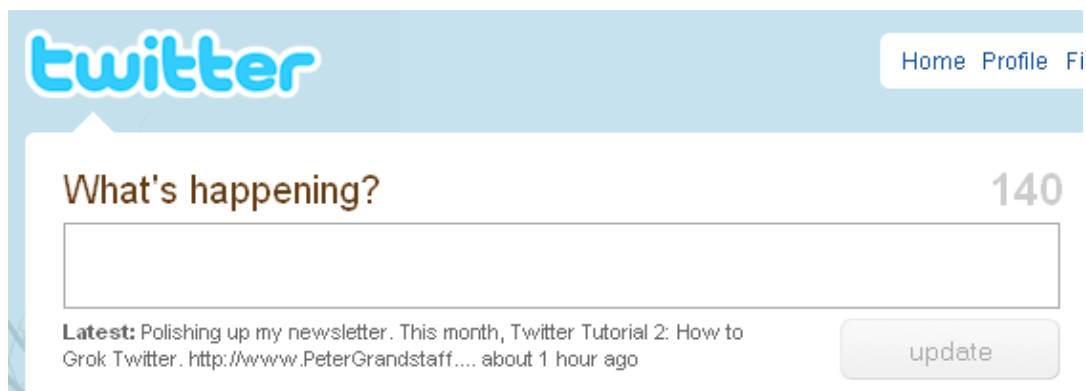 twitter
Home Profile Fi
What's happening? 140
Latest: Polishing up my newsletter. This month, Twitter Tutorial 2: How to
Grok Twitter. http://www.PeterGrandstaff.... about 1 hour ago
update